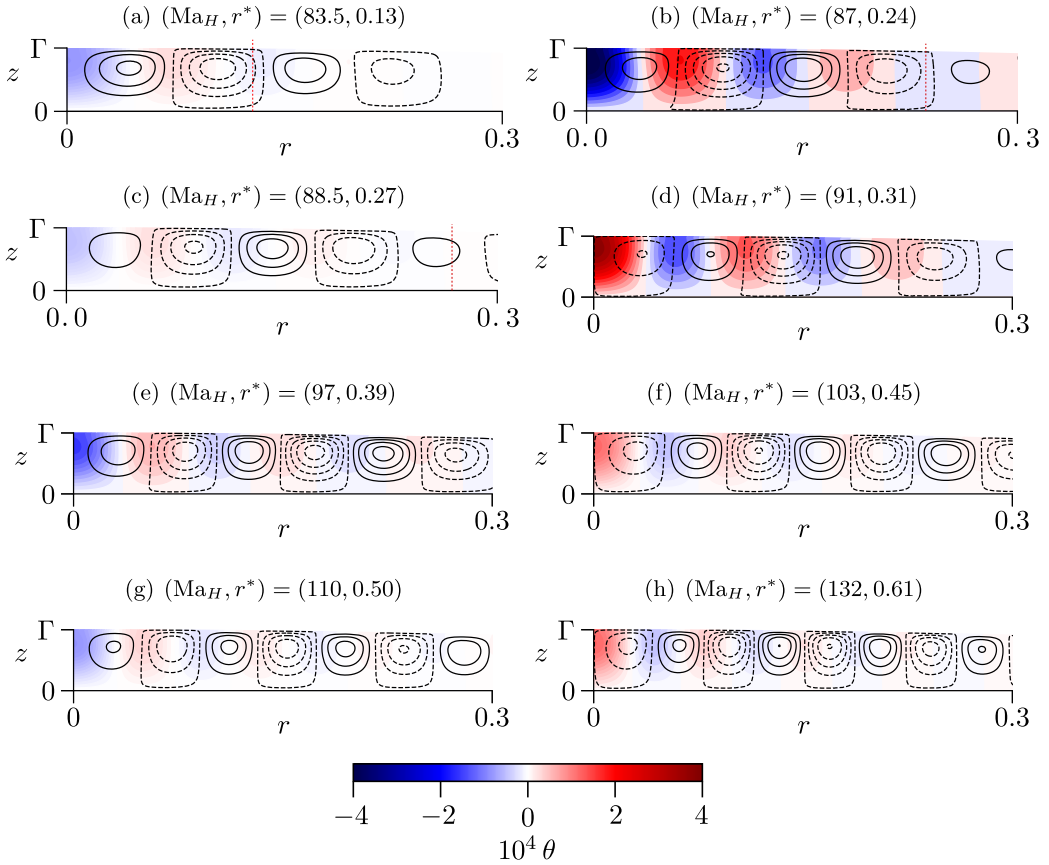 (a) (Ma_H, r*) = (83.5, 0.13)
(b) (Ma_H, r*) = (87, 0.24)
Γ
z
0
0
0.3
r
Γ
z
0
0
0.3
r
(c) (Ma_H, r*) = (88.5, 0.27)
(d) (Ma_H, r*) = (91, 0.31)
Γ
z
0
0.0
0.3
r
Γ
z
0
0
0.3
r
(e) (Ma_H, r*) = (97, 0.39)
(f) (Ma_H, r*) = (103, 0.45)
Γ
z
0
0
0.3
r
Γ
z
0
0
0.3
r
(g) (Ma_H, r*) = (110, 0.50)
(h) (Ma_H, r*) = (132, 0.61)
Γ
z
0
0
0.3
r
Γ
z
0
0
0.3
r
−4 −2 0 2 4
10⁴ θ